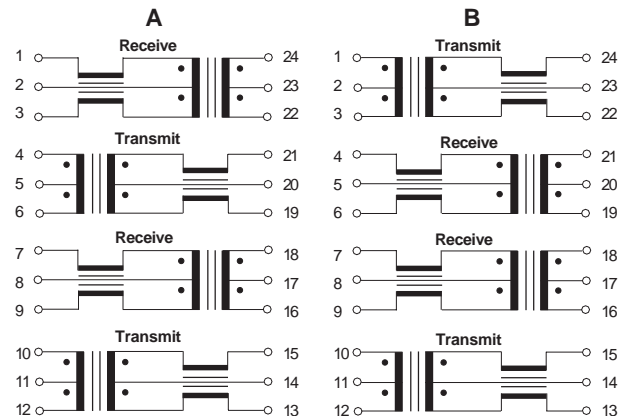 A B
Receive Transmit
1 24 1 24
2 23 2 23
3 22 3 22
Transmit Receive
4 21 4 21
5 20 5 20
6 19 6 19
Receive Receive
7 18 7 18
8 17 8 17
9 16 9 16
Transmit Transmit
10 15 10 15
11 14 11 14
12 13 12 13